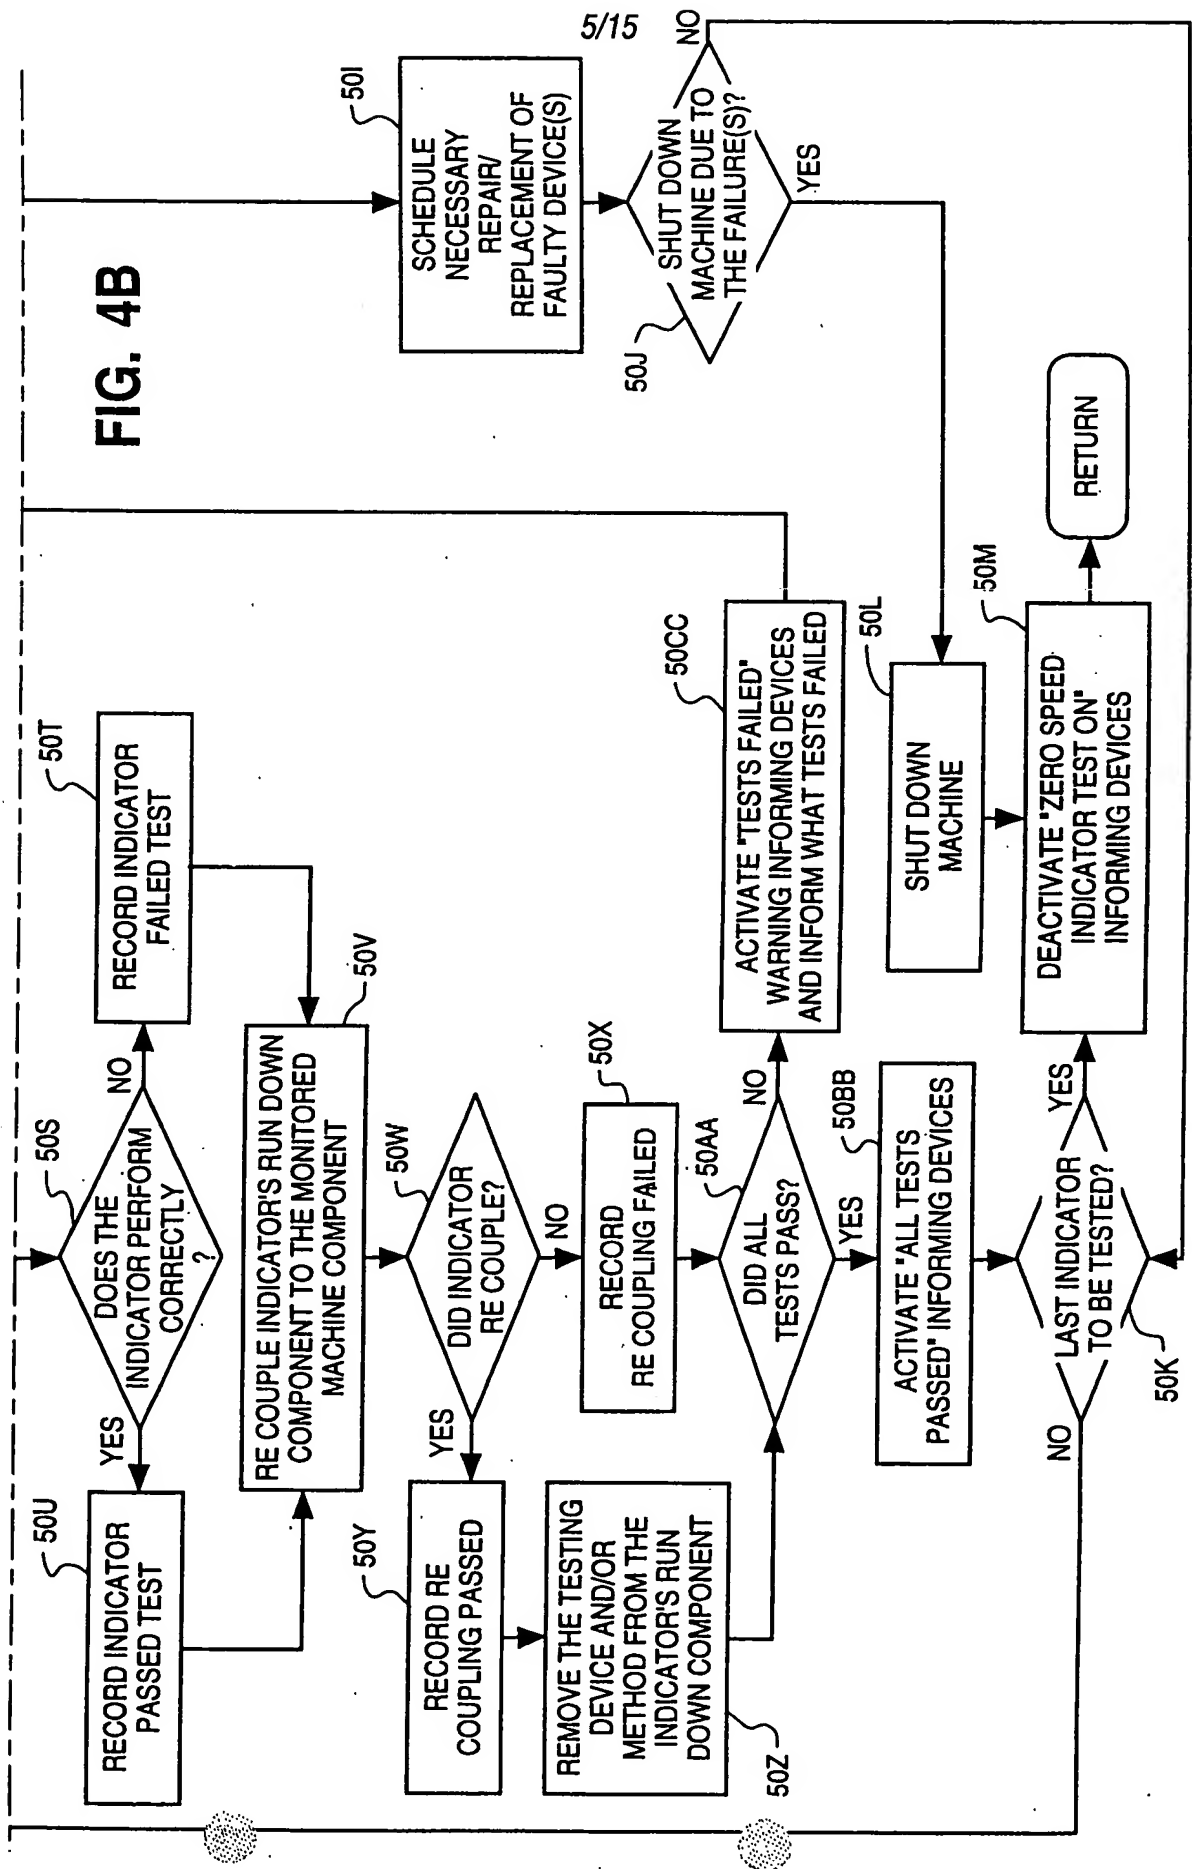 5/15
FIG. 4B
50S
DOES THE
INDICATOR PERFORM
CORRECTLY
?
NO
YES
50T
RECORD INDICATOR
FAILED TEST
50U
RECORD INDICATOR
PASSED TEST
50V
RE COUPLE INDICATOR'S RUN DOWN
COMPONENT TO THE MONITORED
MACHINE COMPONENT
50W
DID INDICATOR
RE COUPLE?
YES
NO
50Y
RECORD RE
COUPLING PASSED
50X
RECORD
RE COUPLING FAILED
REMOVE THE TESTING
DEVICE AND/OR
METHOD FROM THE
INDICATOR'S RUN
DOWN COMPONENT
50Z
50AA
DID ALL
TESTS PASS?
NO
YES
50CC
ACTIVATE "TESTS FAILED"
WARNING INFORMING DEVICES
AND INFORM WHAT TESTS FAILED
50BB
ACTIVATE "ALL TESTS
PASSED" INFORMING DEVICES
LAST INDICATOR
TO BE TESTED?
50K
NO
YES
50I
SCHEDULE
NECESSARY
REPAIR/
REPLACEMENT OF
FAULTY DEVICE(S)
50J
SHUT DOWN
MACHINE DUE TO
THE FAILURE(S)?
NO
YES
50L
SHUT DOWN
MACHINE
50M
DEACTIVATE "ZERO SPEED
INDICATOR TEST ON"
INFORMING DEVICES
RETURN